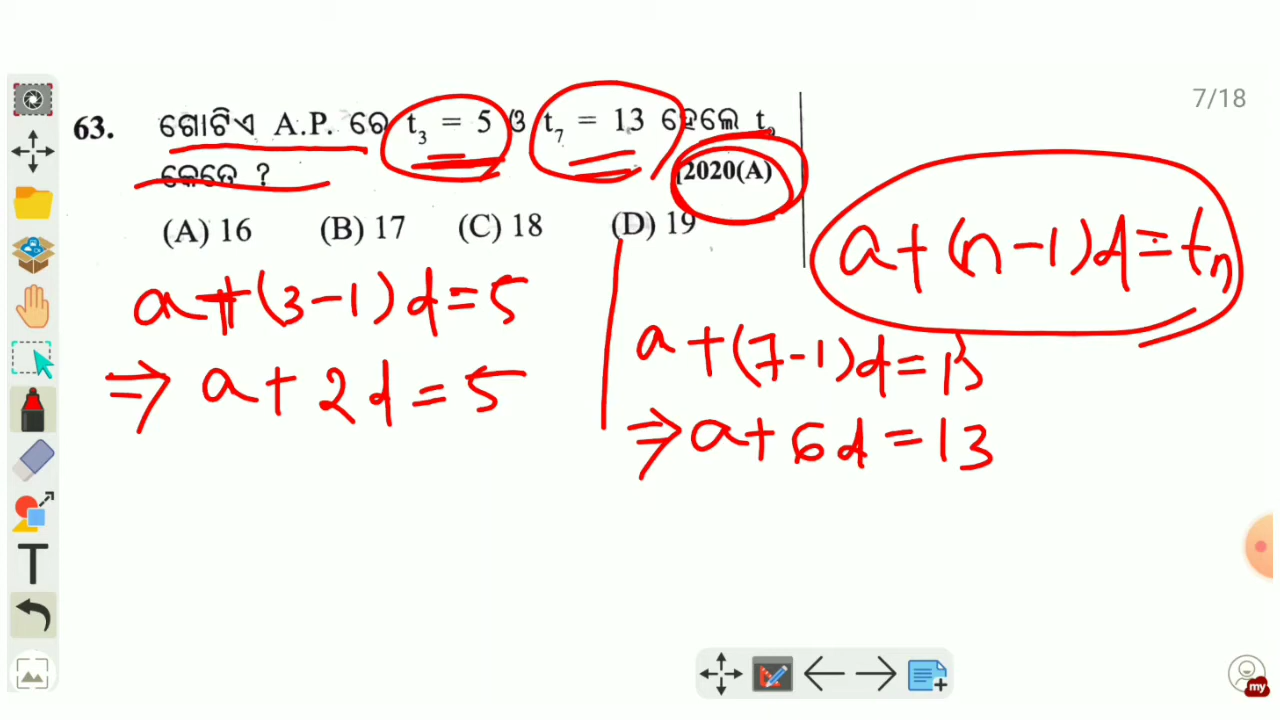 7/18
63. ଗୋଟିଏ A.P. ରେ t₃ = 5 ଓ t₇ = 13 ହେଲେ t
କେତେ ? [2020(A)
(A) 16 (B) 17 (C) 18 (D) 19
a + (n - 1)d = tn
a + (3 - 1)d = 5
⇒ a + 2d = 5
a + (7 - 1)d = 13
⇒ a + 6d = 13
T
my